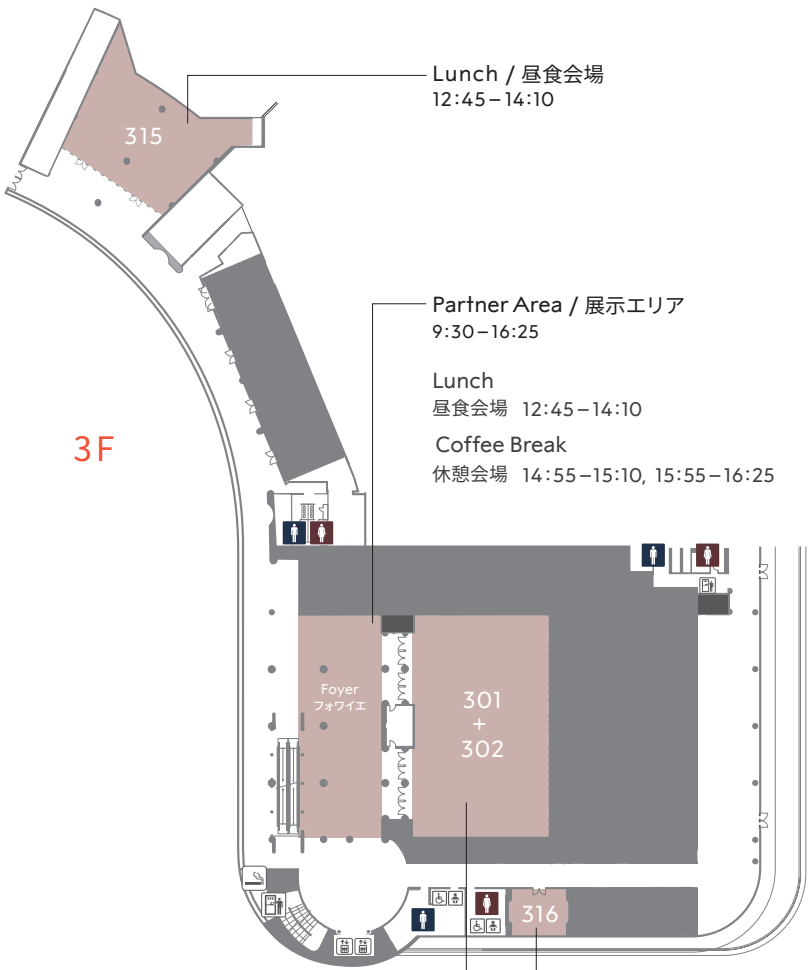 Lunch / 昼食会場
12:45–14:10
315
Partner Area / 展示エリア
9:30–16:25
Lunch
昼食会場 12:45–14:10
Coffee Break
休憩会場 14:55–15:10, 15:55–16:25
3F
Foyer
フォワイエ
301
+
302
316